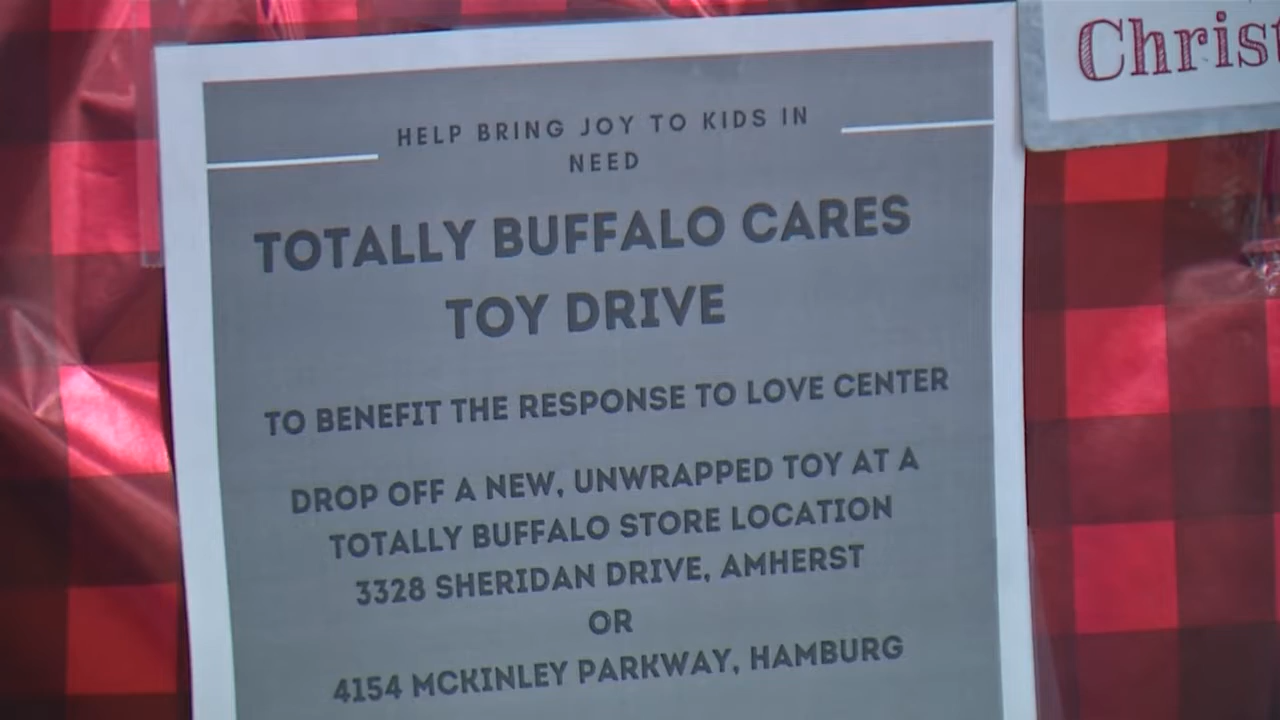 HELP BRING JOY TO KIDS IN
NEED
TOTALLY BUFFALO CARES
TOY DRIVE
TO BENEFIT THE RESPONSE TO LOVE CENTER
DROP OFF A NEW, UNWRAPPED TOY AT A
TOTALLY BUFFALO STORE LOCATION
3328 SHERIDAN DRIVE, AMHERST
OR
4154 MCKINLEY PARKWAY, HAMBURG
Christ